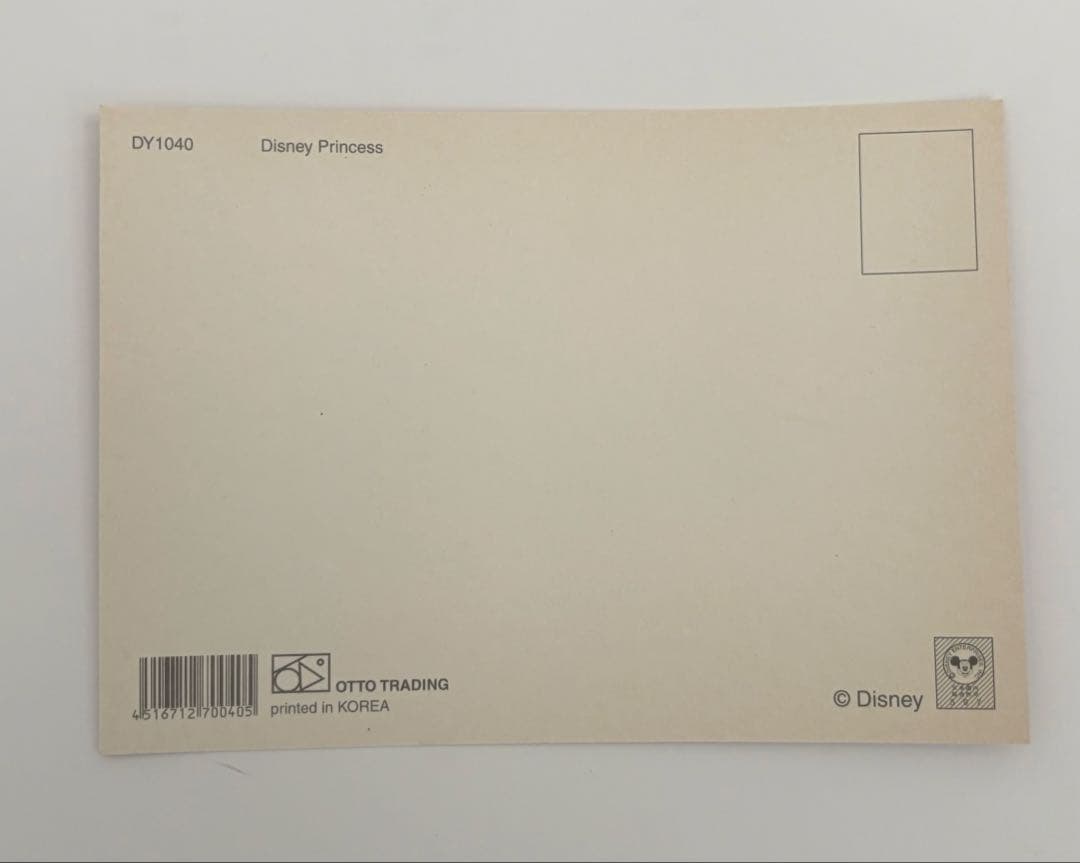 DY1040 Disney Princess
4516712700405
OTTO TRADING
printed in KOREA
© Disney